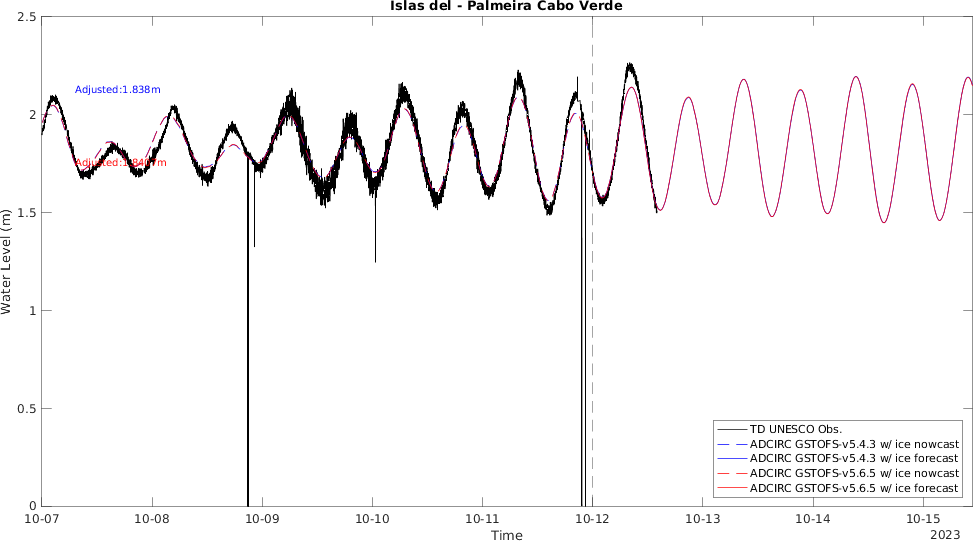 Islas del - Palmeira Cabo Verde
2.5
Adjusted:1.838m
2
Adjusted:1.840m
1.5
Water Level (m)
1
0.5
TD UNESCO Obs.
ADCIRC GSTOFS-v5.4.3 w/ ice nowcast
ADCIRC GSTOFS-v5.4.3 w/ ice forecast
ADCIRC GSTOFS-v5.6.5 w/ ice nowcast
ADCIRC GSTOFS-v5.6.5 w/ ice forecast
0
10-07 10-08 10-09 10-10 10-11 10-12 10-13 10-14 10-15
Time
2023